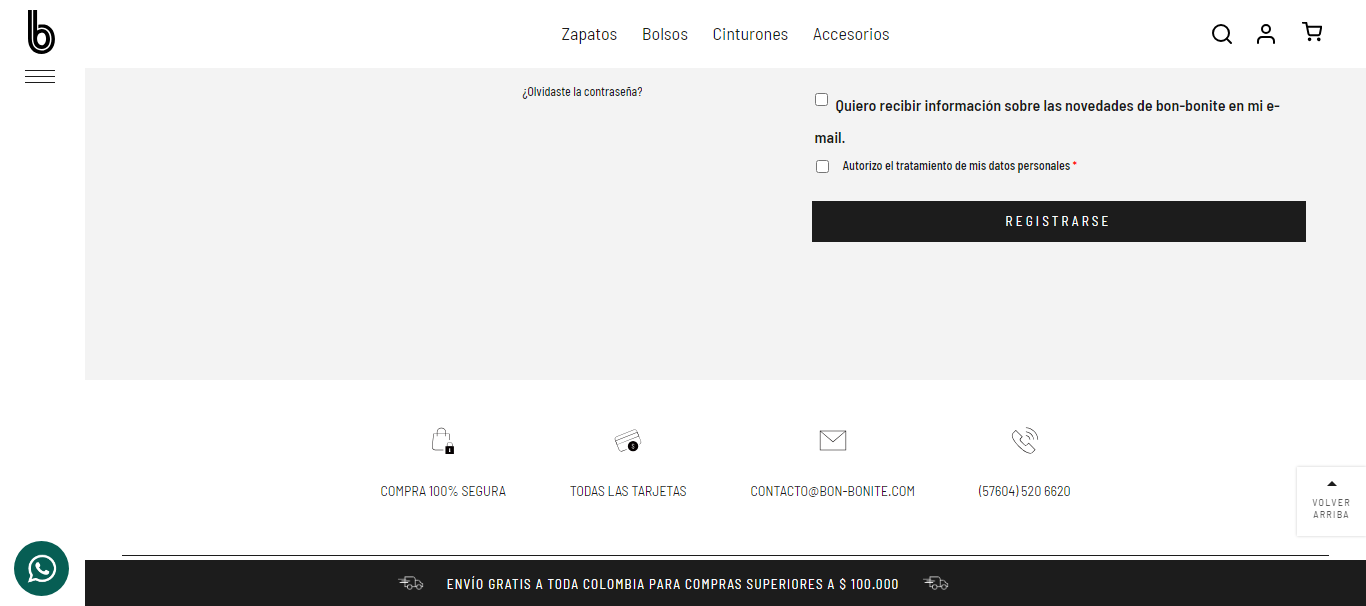 b
Zapatos Bolsos Cinturones Accesorios
¿Olvidaste la contraseña?
Quiero recibir información sobre las novedades de bon-bonite en mi e-
mail.
Autorizo el tratamiento de mis datos personales *
REGISTRARSE
COMPRA 100% SEGURA
TODAS LAS TARJETAS
CONTACTO@BON-BONITE.COM
(57604) 520 6620
VOLVER
ARRIBA
ENVÍO GRATIS A TODA COLOMBIA PARA COMPRAS SUPERIORES A $ 100.000